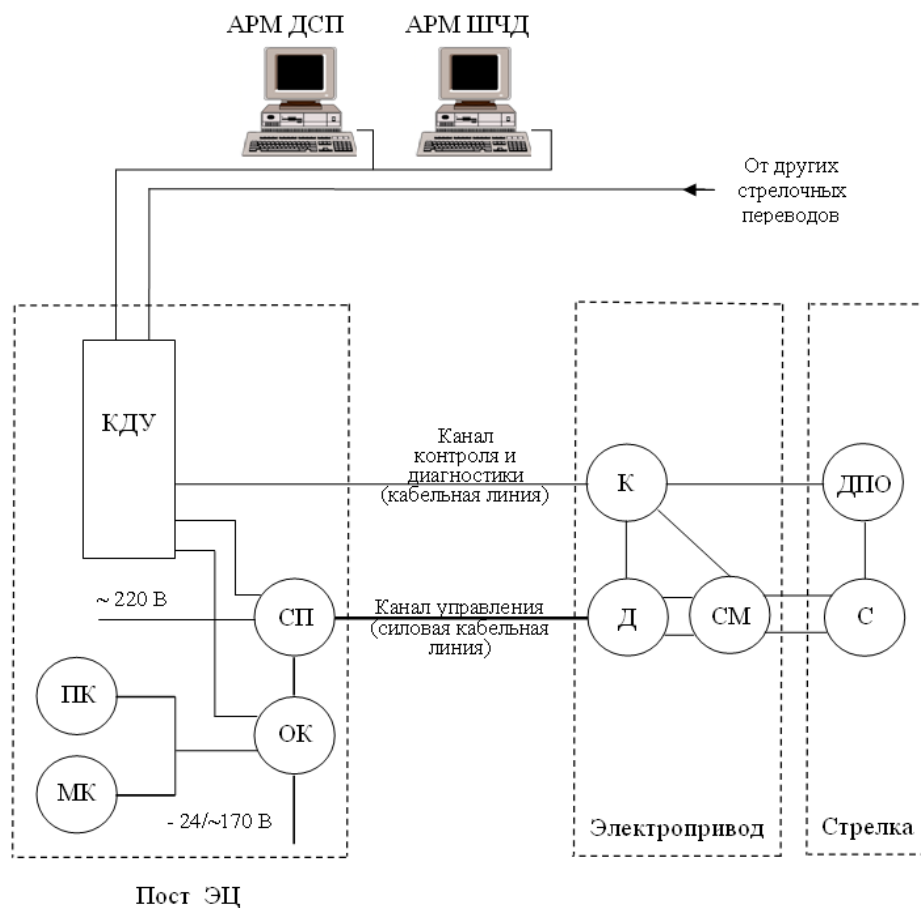 АРМ ДСП
АРМ ШЧД
От других
стрелочных
переводов
КДУ
Канал
контроля и
диагностики
(кабельная линия)
К
ДПО
~ 220 В
СП
Канал управления
(силовая кабельная
линия)
Д
СМ
С
ПК
ОК
МК
- 24/~170 В
Электропривод
Стрелка
Пост ЭЦ